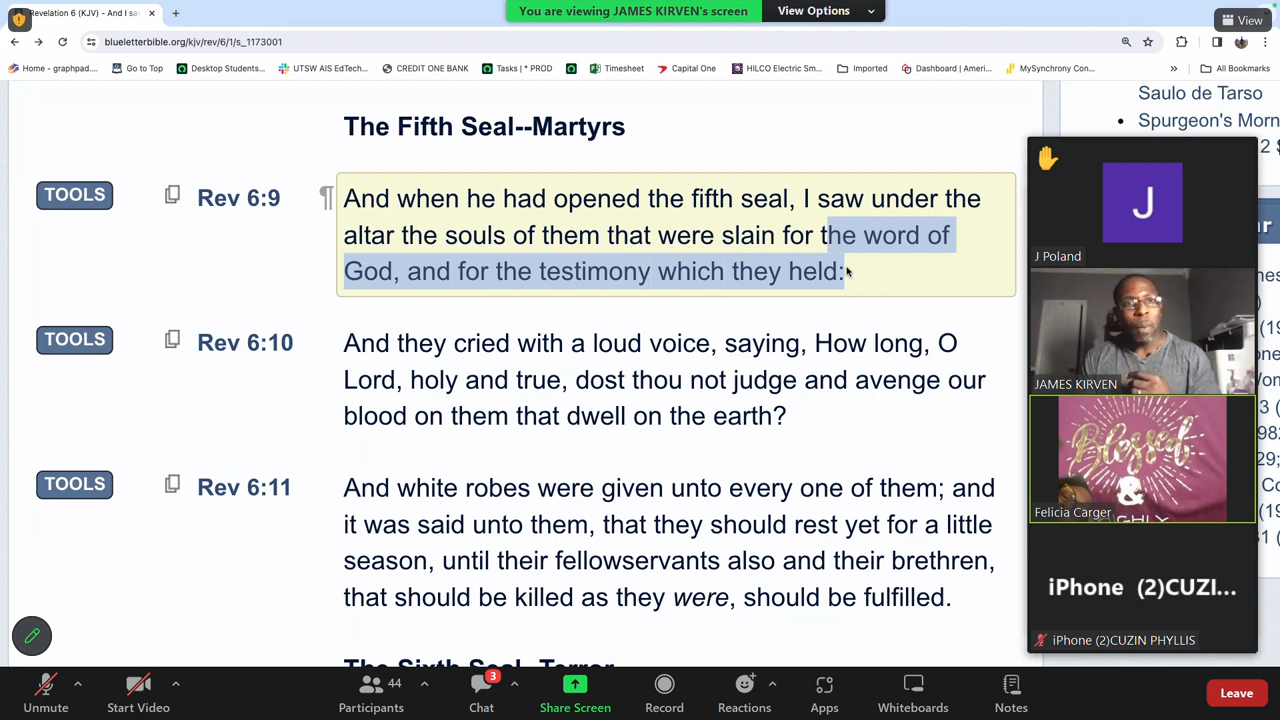 Revelation 6 (KJV) - And I sa
You are viewing JAMES KIRVEN's screen
View Options
View
blueletterbible.org/kjv/rev/6/1/s_1173001
Home - graphpad....
Go to Top
Desktop Students...
UTSW AIS EdTech...
CREDIT ONE BANK
Tasks | * PROD
Timesheet
Capital One
HILCO Electric Sm...
Imported
Dashboard | Ameri...
MySynchrony Con...
»
All Bookmarks
Saulo de Tarso
Spurgeon's Morn
The Fifth Seal--Martyrs
TOOLS
Rev 6:9
¶ And when he had opened the fifth seal, I saw under the
altar the souls of them that were slain for the word of
God, and for the testimony which they held:
TOOLS
Rev 6:10
And they cried with a loud voice, saying, How long, O
Lord, holy and true, dost thou not judge and avenge our
blood on them that dwell on the earth?
TOOLS
Rev 6:11
And white robes were given unto every one of them; and
it was said unto them, that they should rest yet for a little
season, until their fellowservants also and their brethren,
that should be killed as they were, should be fulfilled.
The Sixth Seal--Terror
J
J Poland
JAMES KIRVEN
Blessed
&
Felicia Carger
iPhone (2)CUZI...
iPhone (2)CUZIN PHYLLIS
Unmute
Start Video
Participants
44
Chat
3
Share Screen
Record
Reactions
Apps
Whiteboards
Notes
Leave